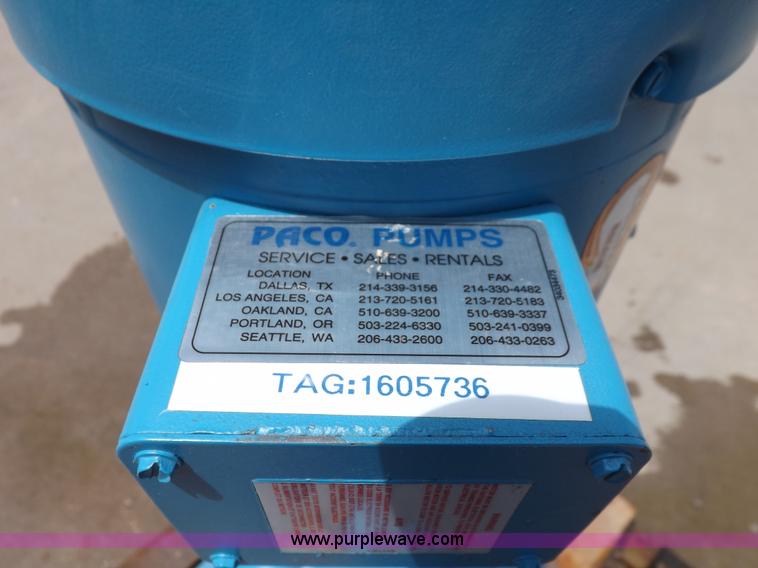 PACO. PUMPS
SERVICE • SALES • RENTALS
LOCATION PHONE FAX
DALLAS, TX 214-339-3156 214-330-4482
LOS ANGELES, CA 213-720-5161 213-720-5183
OAKLAND, CA 510-639-3200 510-639-3337
PORTLAND, OR 503-224-6330 503-241-0399
SEATTLE, WA 206-433-2600 206-433-0263
TAG:1605736
www.purplewave.com